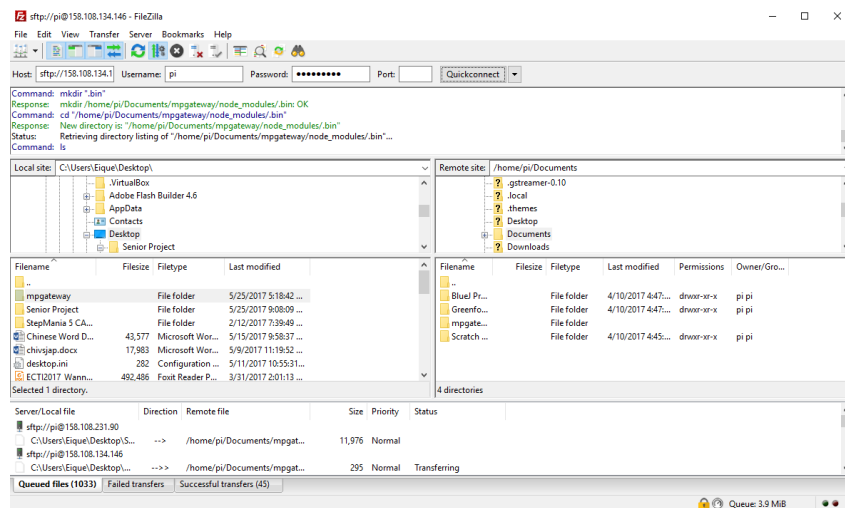 sftp://pi@158.108.134.146 - FileZilla
File Edit View Transfer Server Bookmarks Help
Host: sftp://158.108.134.1 Username: pi Password: ●●●●●●●●● Port: Quickconnect
Command: mkdir ".bin"
Response: mkdir /home/pi/Documents/mpgateway/node_modules/.bin: OK
Command: cd "/home/pi/Documents/mpgateway/node_modules/.bin"
Response: New directory is: "/home/pi/Documents/mpgateway/node_modules/.bin"
Status: Retrieving directory listing of "/home/pi/Documents/mpgateway/node_modules/.bin"...
Command: ls
Local site: C:\Users\Eique\Desktop\
.VirtualBox
Adobe Flash Builder 4.6
AppData
Contacts
Desktop
Senior Project
Remote site: /home/pi/Documents
.gstreamer-0.10
.local
.themes
Desktop
Documents
Downloads
Filename Filesize Filetype Last modified
..
mpgateway File folder 5/25/2017 5:18:42 ...
Senior Project File folder 5/25/2017 9:08:09 ...
StepMania 5 CA... File folder 2/12/2017 7:39:49 ...
Chinese Word D... 43,577 Microsoft Wor... 5/15/2017 9:58:37 ...
chivsjap.docx 17,983 Microsoft Wor... 5/9/2017 11:19:52 ...
desktop.ini 282 Configuration ... 5/11/2017 10:55:31...
ECTI2017_Wann... 492,486 Foxit Reader P... 3/31/2017 2:01:13 ...
Selected 1 directory.
Filename Filesize Filetype Last modified Permissions Owner/Gro...
..
BlueJ Pr... File folder 4/10/2017 4:47:... drwxr-xr-x pi pi
Greenfo... File folder 4/10/2017 4:47:... drwxr-xr-x pi pi
mpgate... File folder
Scratch ... File folder 4/10/2017 4:45:... drwxr-xr-x pi pi
4 directories
Server/Local file Direction Remote file Size Priority Status
sftp://pi@158.108.231.90
C:\Users\Eique\Desktop\S... --> /home/pi/Documents/mpgat... 11,976 Normal
sftp://pi@158.108.134.146
C:\Users\Eique\Desktop\... -->> /home/pi/Documents/mpgat... 295 Normal Transferring
Queued files (1033) Failed transfers Successful transfers (45)
Queue: 3.9 MiB